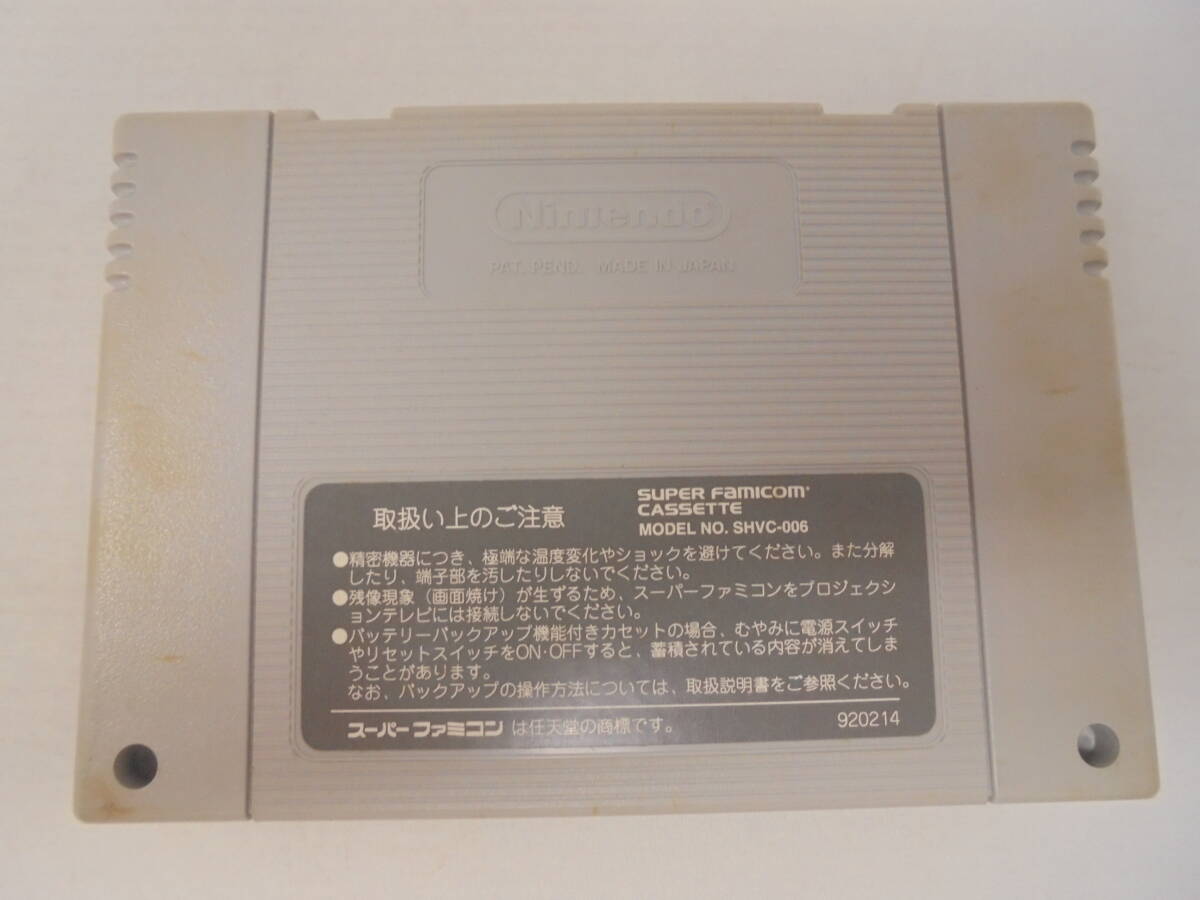 Nintendo
PAT. PEND. MADE IN JAPAN
取扱い上のご注意
SUPER FAMICOM
CASSETTE
MODEL NO. SHVC-006
●精密機器につき、極端な温度変化やショックを避けてください。また分解
したり、端子部を汚したりしないでください。
●残像現象（画面焼け）が生ずるため、スーパーファミコンをプロジェクシ
ョンテレビには接続しないでください。
●バッテリーバックアップ機能付きカセットの場合、むやみに電源スイッチ
やリセットスイッチをON·OFFすると、蓄積されている内容が消えてしま
うことがあります。
なお、バックアップの操作方法については、取扱説明書をご参照ください。
スーパーファミコン は任天堂の商標です。
920214